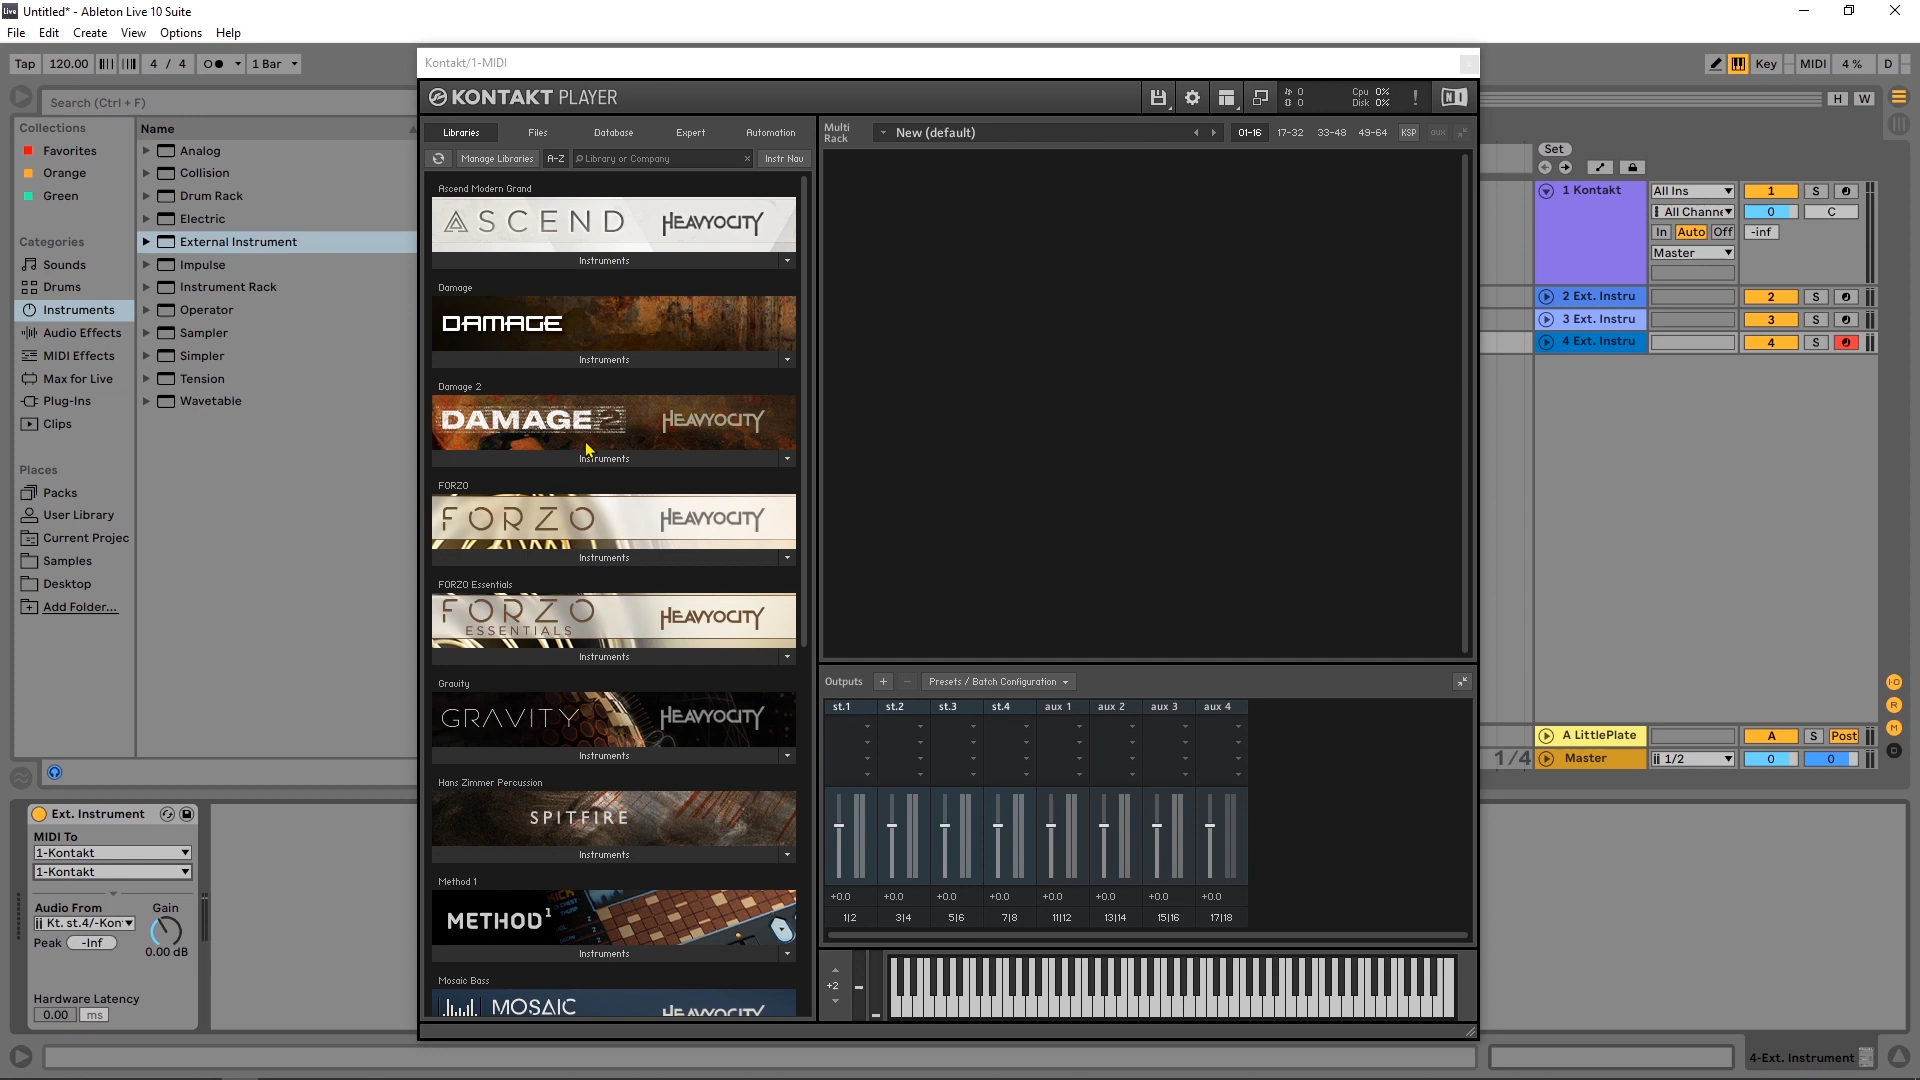 Untitled* - Ableton Live 10 Suite
File Edit Create View Options Help
Tap 120.00 4 / 4 1 Bar
Key MIDI 4 % D
Search (Ctrl + F)
H W
Collections
Favorites
Orange
Green
Categories
Sounds
Drums
Instruments
Audio Effects
MIDI Effects
Max for Live
Plug-Ins
Clips
Places
Packs
User Library
Current Projec
Samples
Desktop
Add Folder...
Name
Analog
Collision
Drum Rack
Electric
External Instrument
Impulse
Instrument Rack
Operator
Sampler
Simpler
Tension
Wavetable
Kontakt/1-MIDI
KONTAKT PLAYER
0
0
Cpu 0%
Disk 0%
! NI
Libraries Files Database Expert Automation
Manage Libraries A-Z Library or Company × Instr Nav
Ascend Modern Grand
ASCEND HEAVYOCITY
Instruments
Damage
DAMAGE
Instruments
Damage 2
DAMAGE 2 HEAVYOCITY
Instruments
FORZO
FORZO HEAVYOCITY
Instruments
FORZO Essentials
FORZO ESSENTIALS HEAVYOCITY
Instruments
Gravity
GRAVITY HEAVYOCITY
Instruments
Hans Zimmer Percussion
SPITFIRE
Instruments
Method 1
METHOD1
Instruments
Mosaic Bass
MOSAIC HEAVYOCITY
Multi
Rack
New (default)
01-16 17-32 33-48 49-64 KSP aux
Outputs + - Presets / Batch Configuration
st.1 st.2 st.3 st.4 aux 1 aux 2 aux 3 aux 4
+0.0 +0.0 +0.0 +0.0 +0.0 +0.0 +0.0 +0.0
1|2 3|4 5|6 7|8 11|12 13|14 15|16 17|18
+2
Set
1 Kontakt All Ins 1 S
All Channe 0 C
In Auto Off -inf
Master
2 Ext. Instru 2 S
3 Ext. Instru 3 S
4 Ext. Instru 4 S
A LittlePlate A S Post
1/4 Master 1/2 0 0
I·O
R
M
D
Ext. Instrument
MIDI To
1-Kontakt
1-Kontakt
Audio From Gain
Kt. st.4/-Kon
Peak -Inf
0.00 dB
Hardware Latency
0.00 ms
4-Ext. Instrument